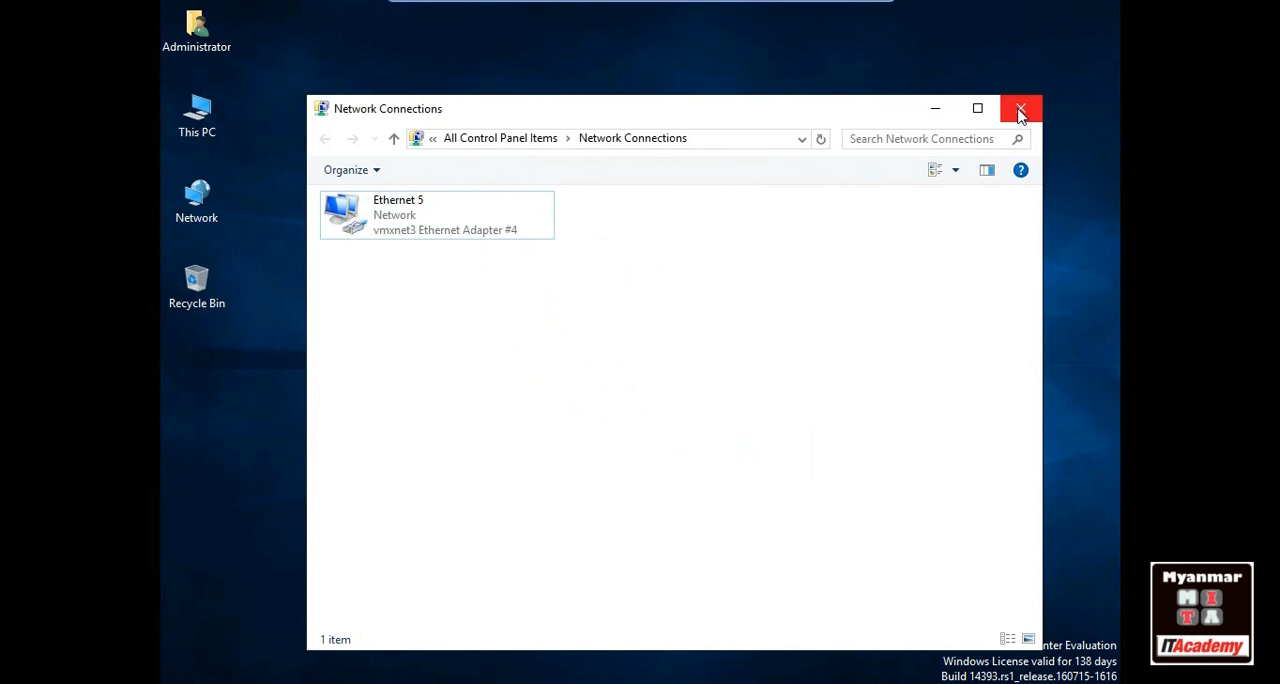 Administrator
This PC
Network
Recycle Bin
Network Connections
« All Control Panel Items › Network Connections
Search Network Connections
Organize
?
Ethernet 5
Network
vmxnet3 Ethernet Adapter #4
1 item
Evaluation
Windows License valid for 138 days
Build 14393.rs1_release.160715-1616
Myanmar
M I
T A
ITAcademy